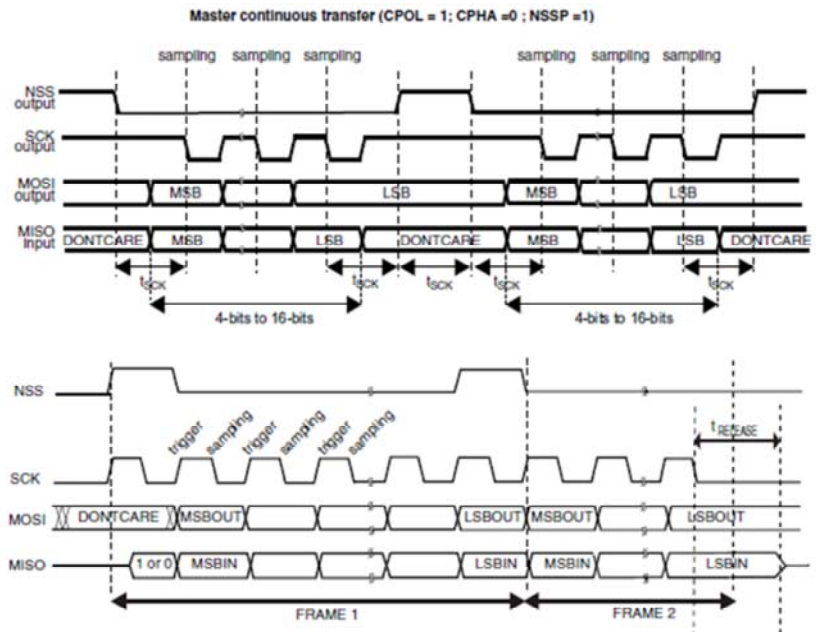 Master continuous transfer (CPOL = 1; CPHA =0 ; NSSP =1)
sampling sampling sampling sampling sampling sampling
NSS
output
SCK
output
MOSI
output
MSB LSB MSB LSB
MISO
input
DONTCARE MSB LSB DONTCARE MSB LSB DONTCARE
tSCK tSCK tSCK tSCK tSCK
4-bits to 16-bits 4-bits to 16-bits
NSS
trigger sampling trigger sampling trigger sampling
tRELEASE
SCK
MOSI DONTCARE MSBOUT LSBOUT MSBOUT LSBOUT
MISO 1 or 0 MSBIN LSBIN MSBIN LSBIN
FRAME 1 FRAME 2